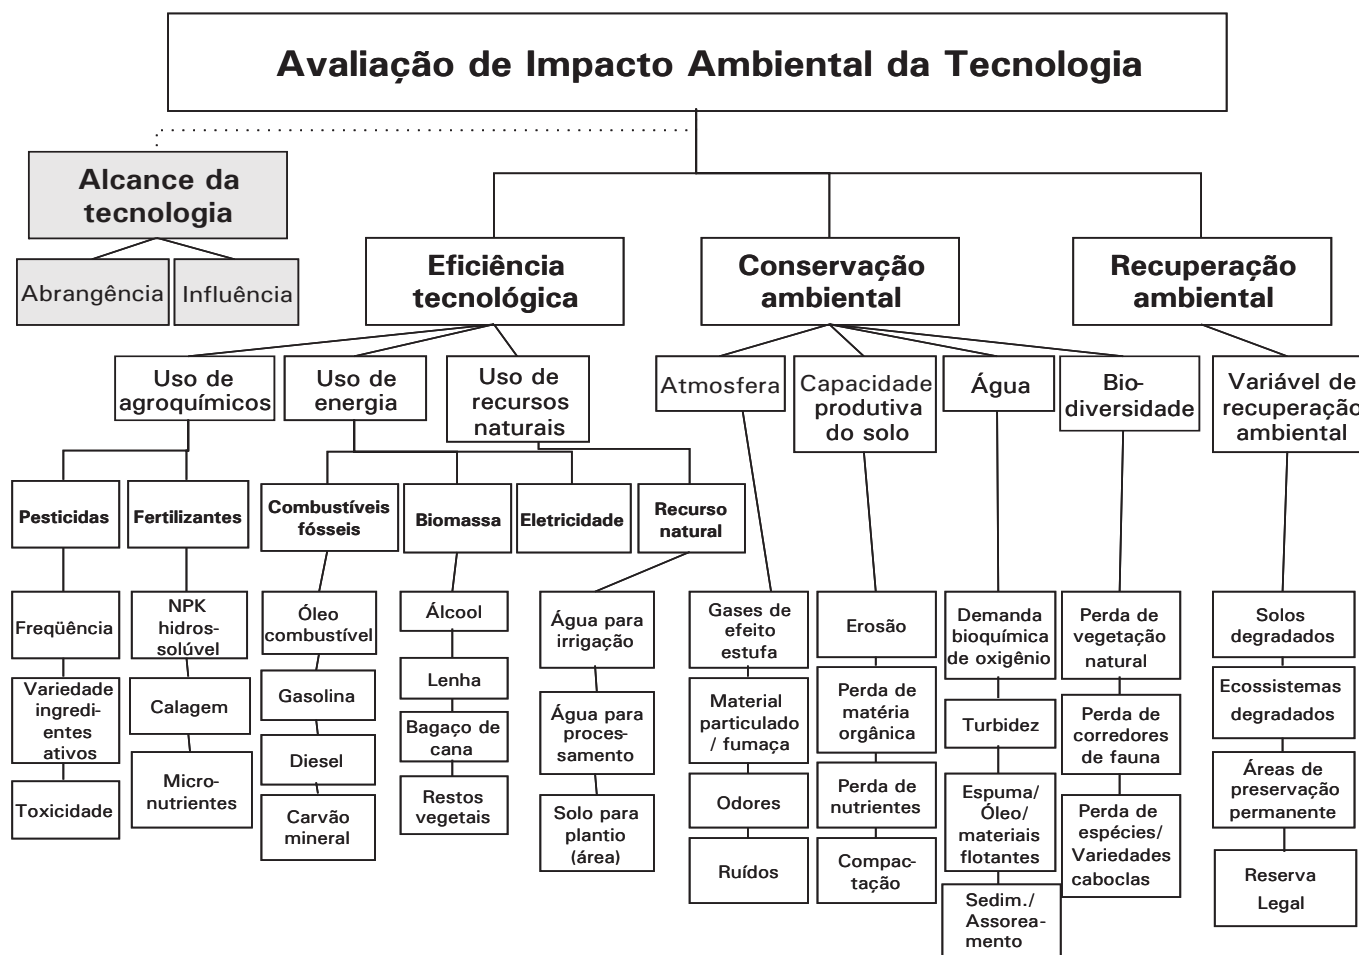 Avaliação de Impacto Ambiental da Tecnologia
Alcance da
tecnologia
Abrangência
Influência
Eficiência
tecnológica
Conservação
ambiental
Recuperação
ambiental
Uso de
agroquímicos
Uso de
energia
Uso de
recursos
naturais
Atmosfera
Capacidade
produtiva
do solo
Água
Bio-
diversidade
Variável de
recuperação
ambiental
Pesticidas
Fertilizantes
Combustíveis
fósseis
Biomassa
Eletricidade
Recurso
natural
Freqüência
Variedade
ingredi-
entes
ativos
Toxicidade
NPK
hidros-
solúvel
Calagem
Micro-
nutrientes
Óleo
combustível
Gasolina
Diesel
Carvão
mineral
Álcool
Lenha
Bagaço de
cana
Restos
vegetais
Água para
irrigação
Água para
proces-
samento
Solo para
plantio
(área)
Gases de
efeito
estufa
Material
particulado
/ fumaça
Odores
Ruídos
Erosão
Perda de
matéria
orgânica
Perda de
nutrientes
Compac-
tação
Demanda
bioquímica
de oxigênio
Turbidez
Espuma/
Óleo/
materiais
flotantes
Sedim./
Assorea-
mento
Perda de
vegetação
natural
Perda de
corredores
de fauna
Perda de
espécies/
Variedades
caboclas
Solos
degradados
Ecossistemas
degradados
Áreas de
preservação
permanente
Reserva
Legal